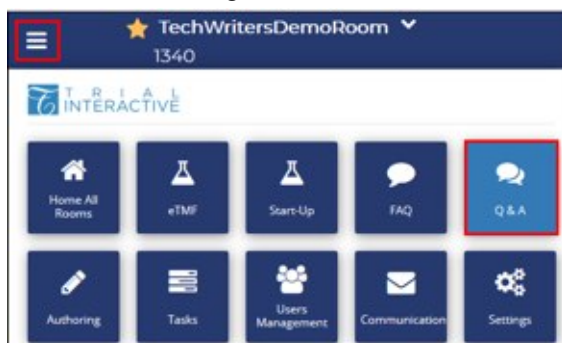 TechWritersDemoRoom
1340
TRIAL
INTERACTIVE
Home All
Rooms
eTMF
Start-Up
FAQ
Q & A
Authoring
Tasks
Users
Management
Communication
Settings